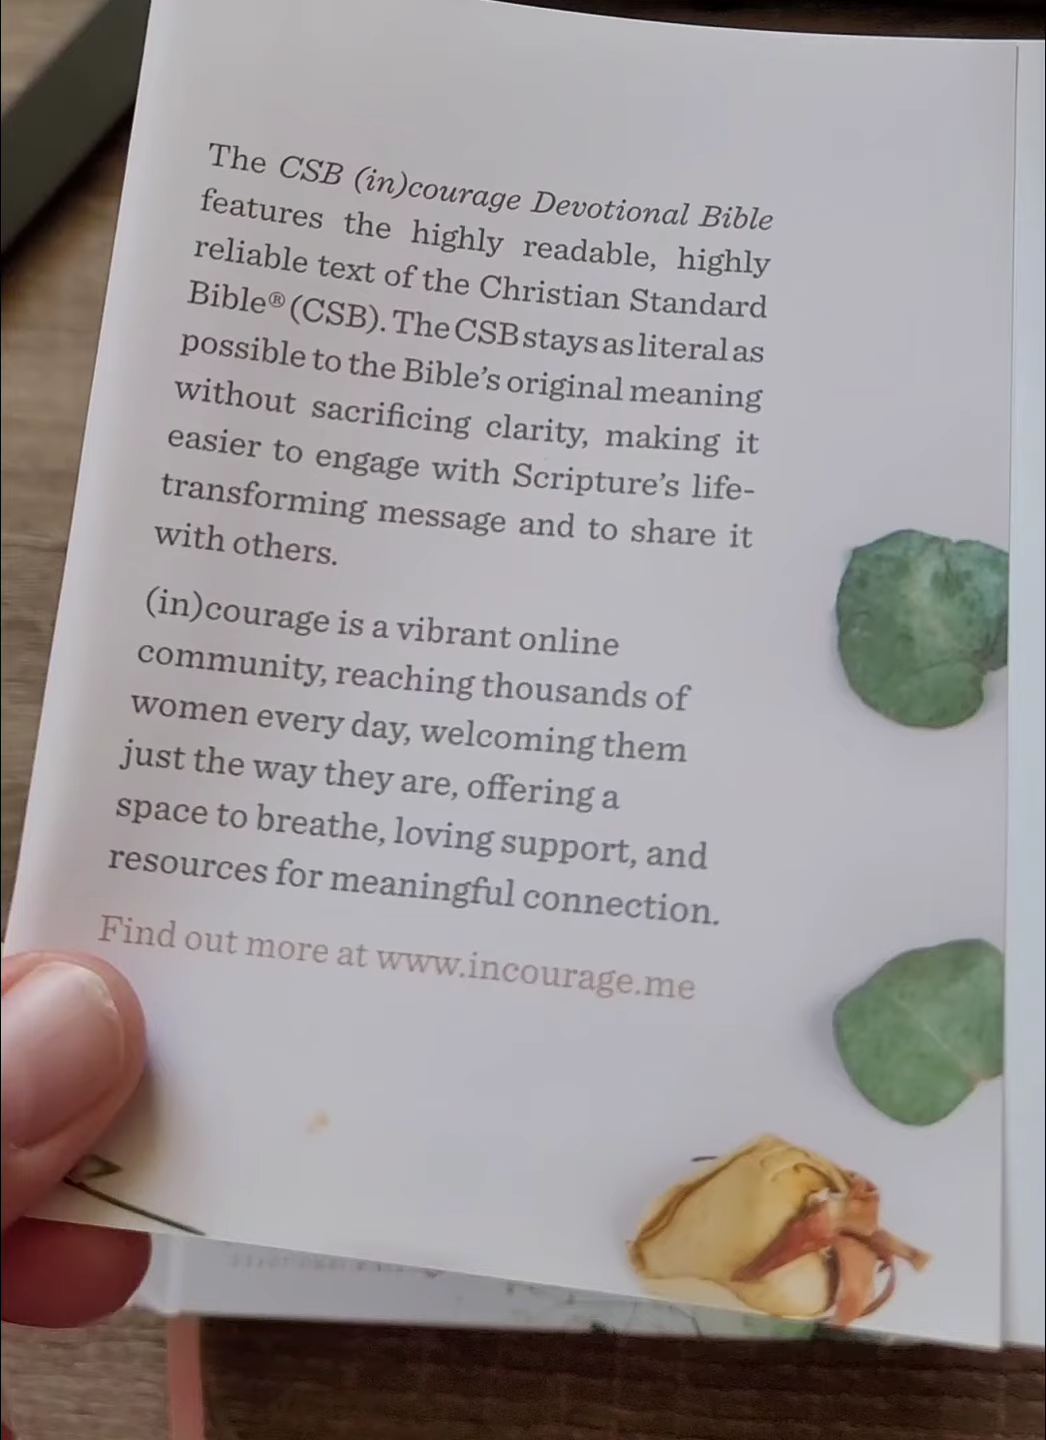 The CSB (in)courage Devotional Bible
features the highly readable, highly
reliable text of the Christian Standard
Bible® (CSB). The CSB stays as literal as
possible to the Bible’s original meaning
without sacrificing clarity, making it
easier to engage with Scripture’s life-
transforming message and to share it
with others.
(in)courage is a vibrant online
community, reaching thousands of
women every day, welcoming them
just the way they are, offering a
space to breathe, loving support, and
resources for meaningful connection.
Find out more at www.incourage.me